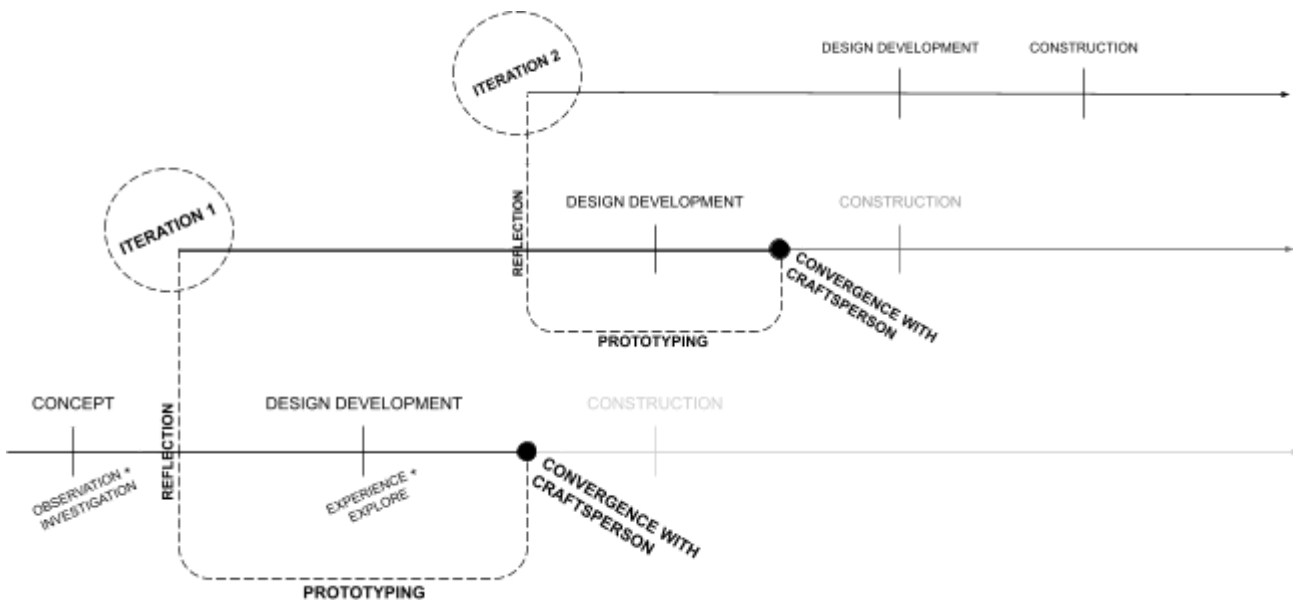 ITERATION 2
DESIGN DEVELOPMENT
CONSTRUCTION
ITERATION 1
REFLECTION
DESIGN DEVELOPMENT
CONSTRUCTION
CONVERGENCE WITH
CRAFTSPERSON
PROTOTYPING
CONCEPT
OBSERVATION +
INVESTIGATION
REFLECTION
DESIGN DEVELOPMENT
EXPERIENCE +
EXPLORE
CONSTRUCTION
CONVERGENCE WITH
CRAFTSPERSON
PROTOTYPING